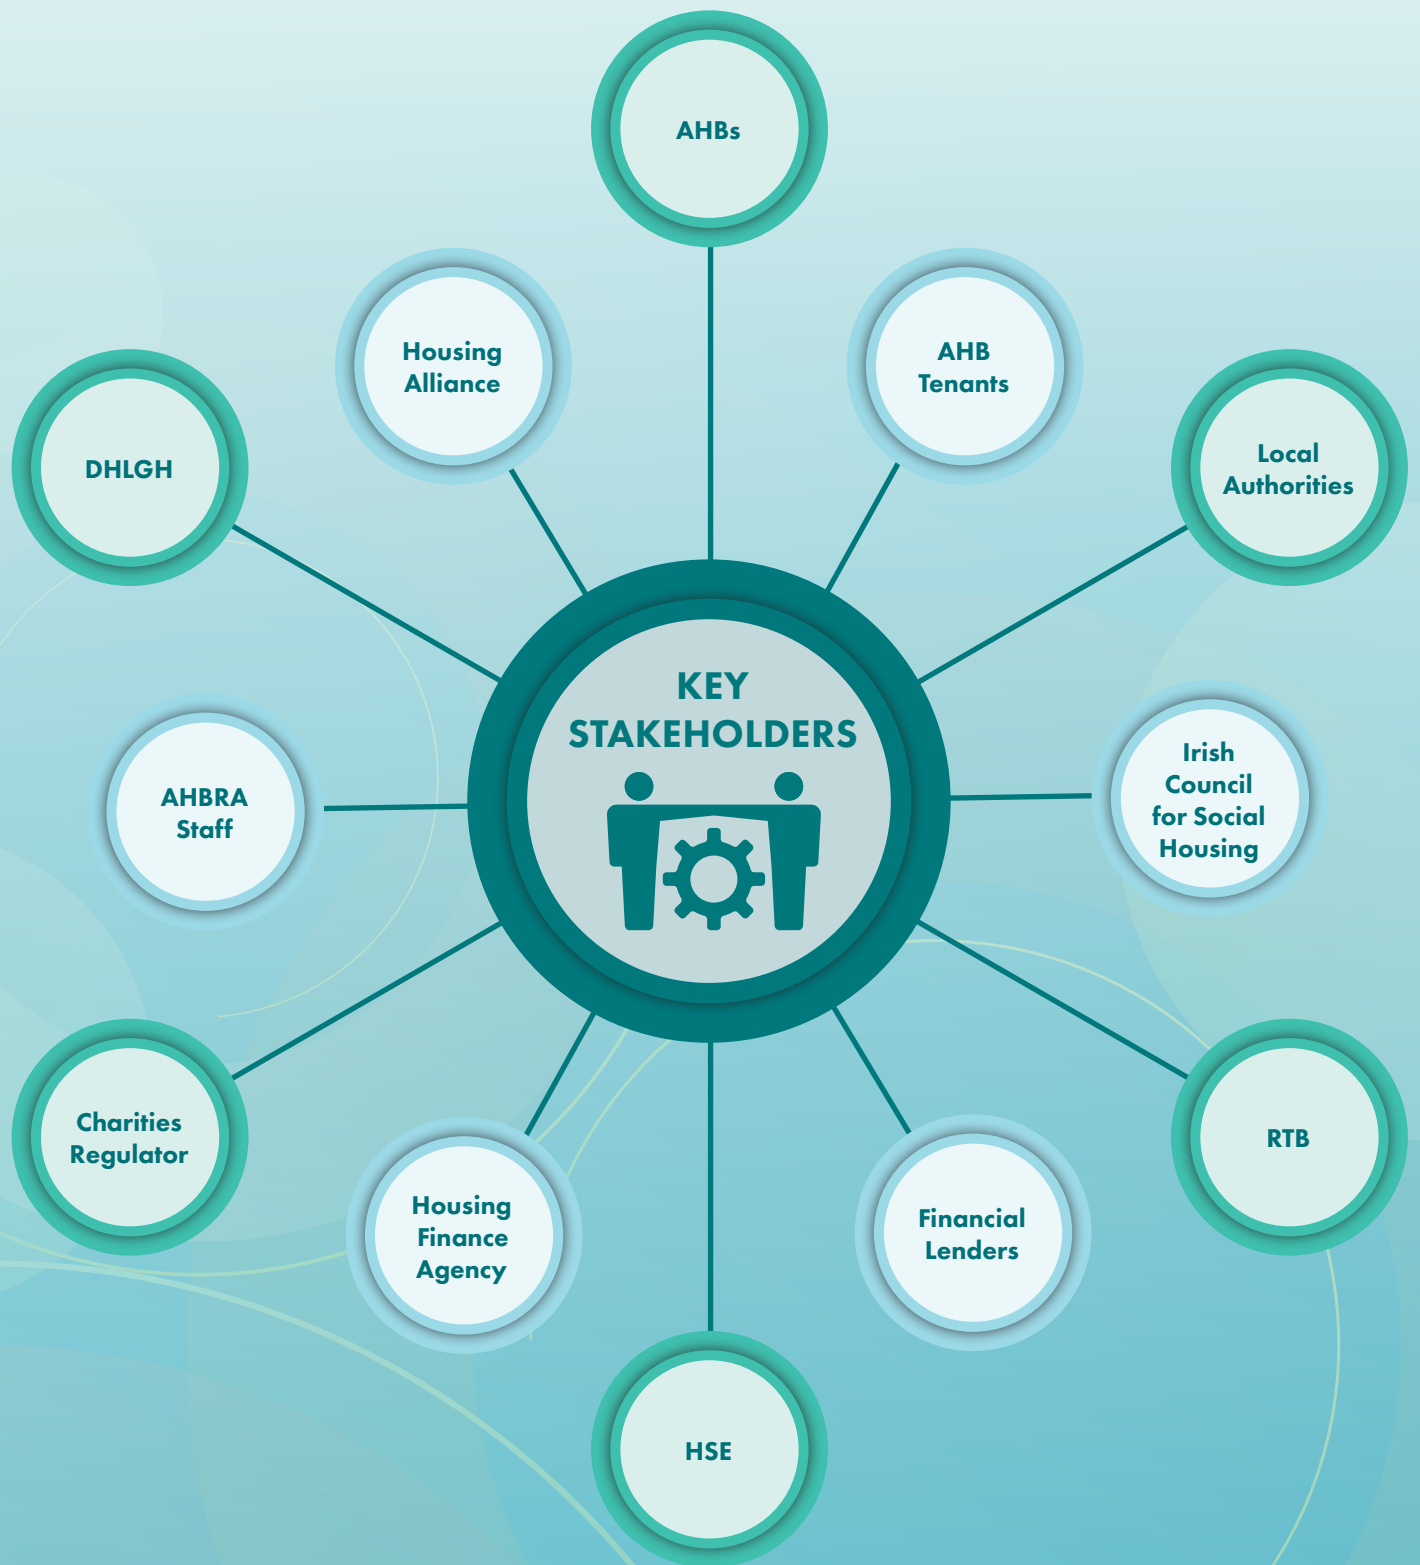 AHBs
Housing
Alliance
AHB
Tenants
DHLGH
Local
Authorities
KEY
STAKEHOLDERS
AHBRA
Staff
Irish
Council
for Social
Housing
Charities
Regulator
RTB
Housing
Finance
Agency
Financial
Lenders
HSE